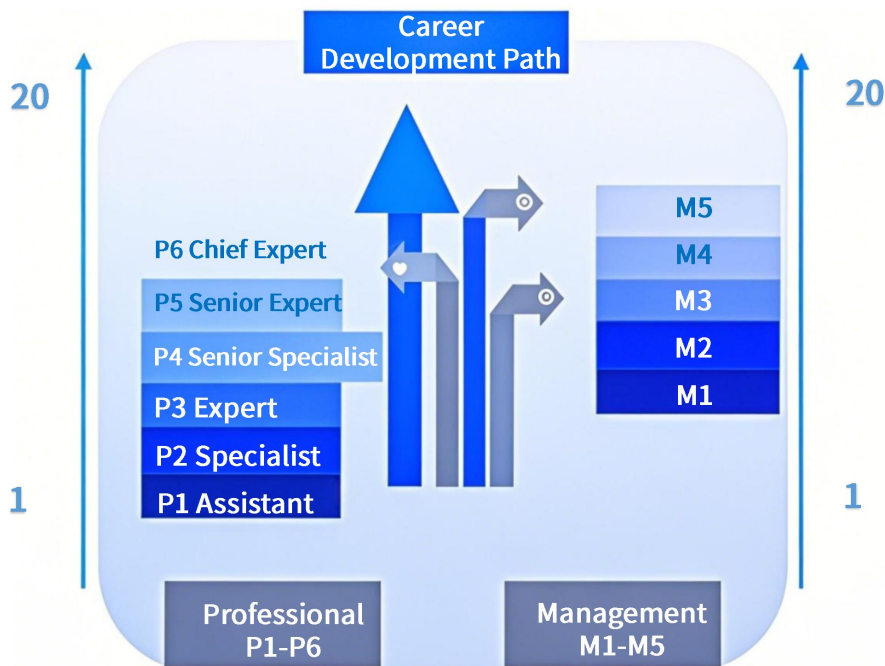 Career
Development Path
20
20
P6 Chief Expert
P5 Senior Expert
P4 Senior Specialist
P3 Expert
P2 Specialist
P1 Assistant
M5
M4
M3
M2
M1
1
1
Professional
P1-P6
Management
M1-M5